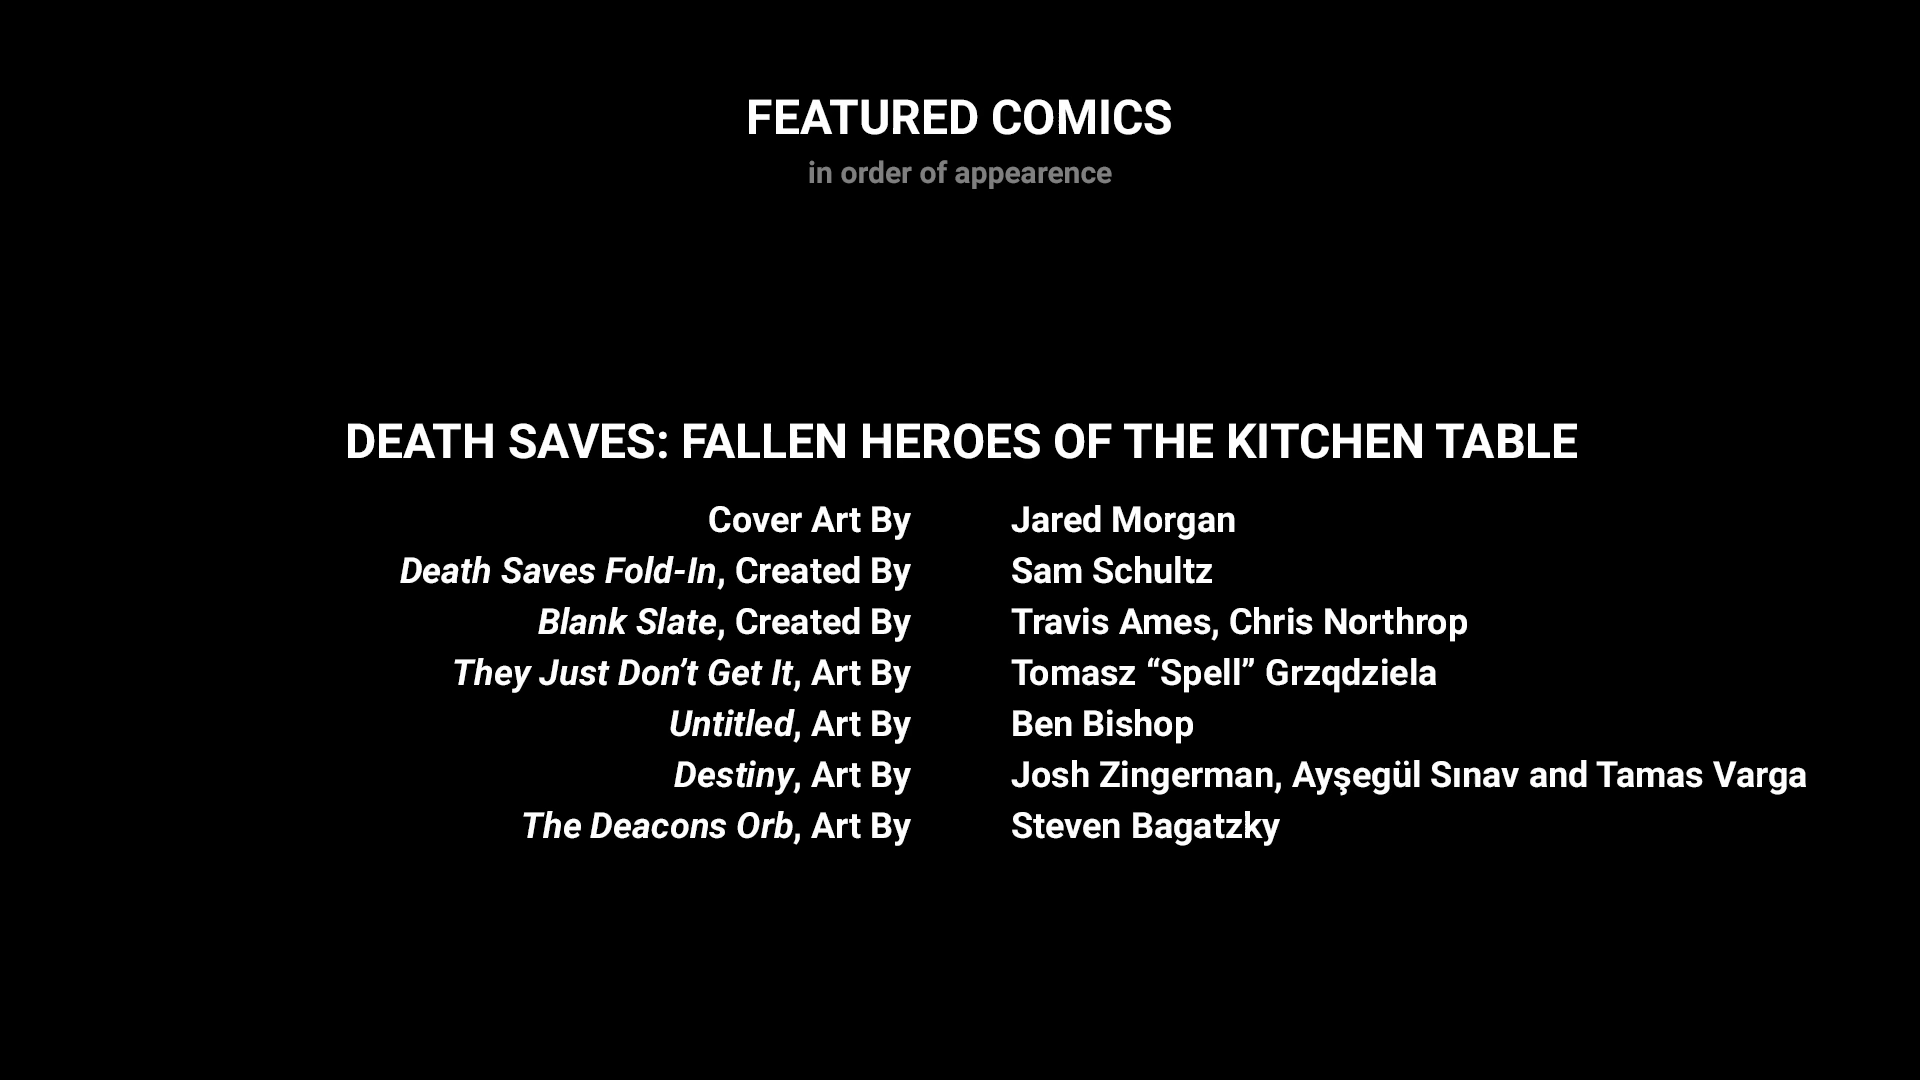 FEATURED COMICS
in order of appearence
DEATH SAVES: FALLEN HEROES OF THE KITCHEN TABLE
Cover Art By Jared Morgan
Death Saves Fold-In, Created By Sam Schultz
Blank Slate, Created By Travis Ames, Chris Northrop
They Just Don’t Get It, Art By Tomasz “Spell” Grzqdziela
Untitled, Art By Ben Bishop
Destiny, Art By Josh Zingerman, Ayşegül Sınav and Tamas Varga
The Deacons Orb, Art By Steven Bagatzky